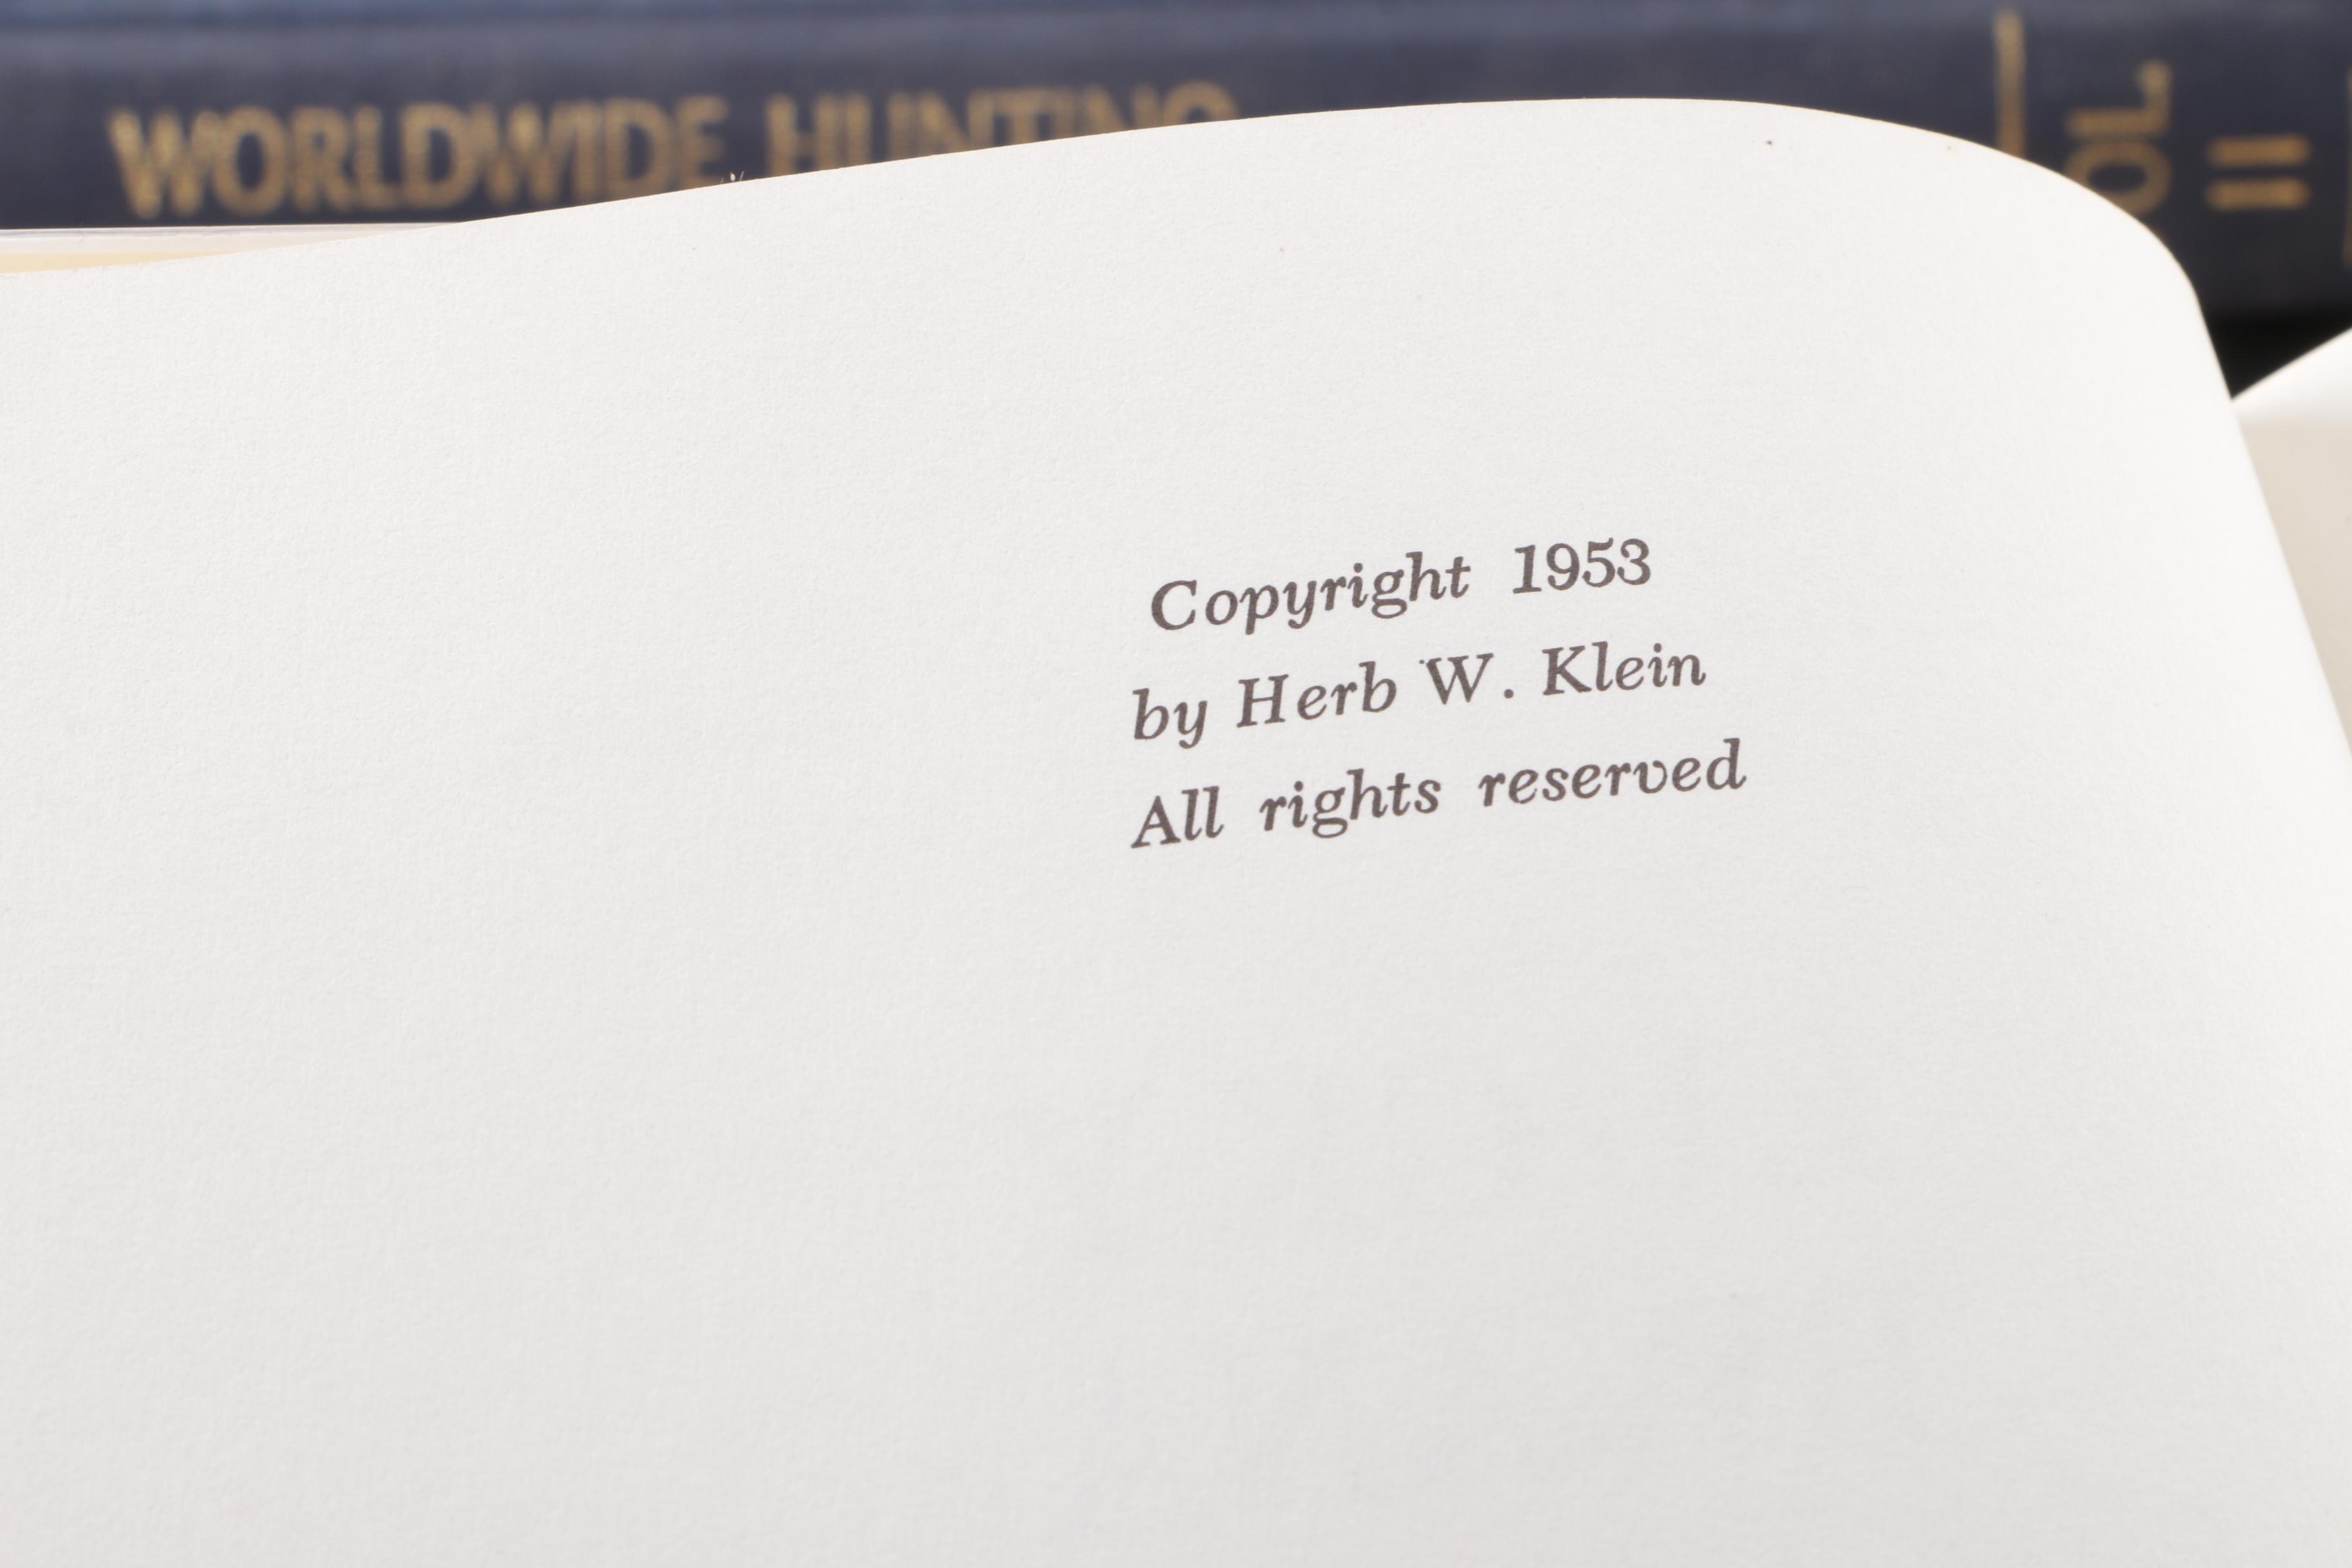 WORLDWIDE HUNTING
VOL.
II
Copyright 1953
by Herb W. Klein
All rights reserved